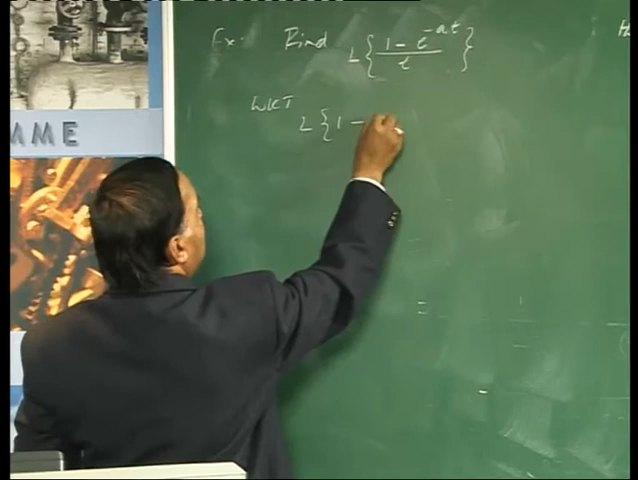 Ex: Find L{(1 - e^{-at})/t}
WKT L{1 -
MME